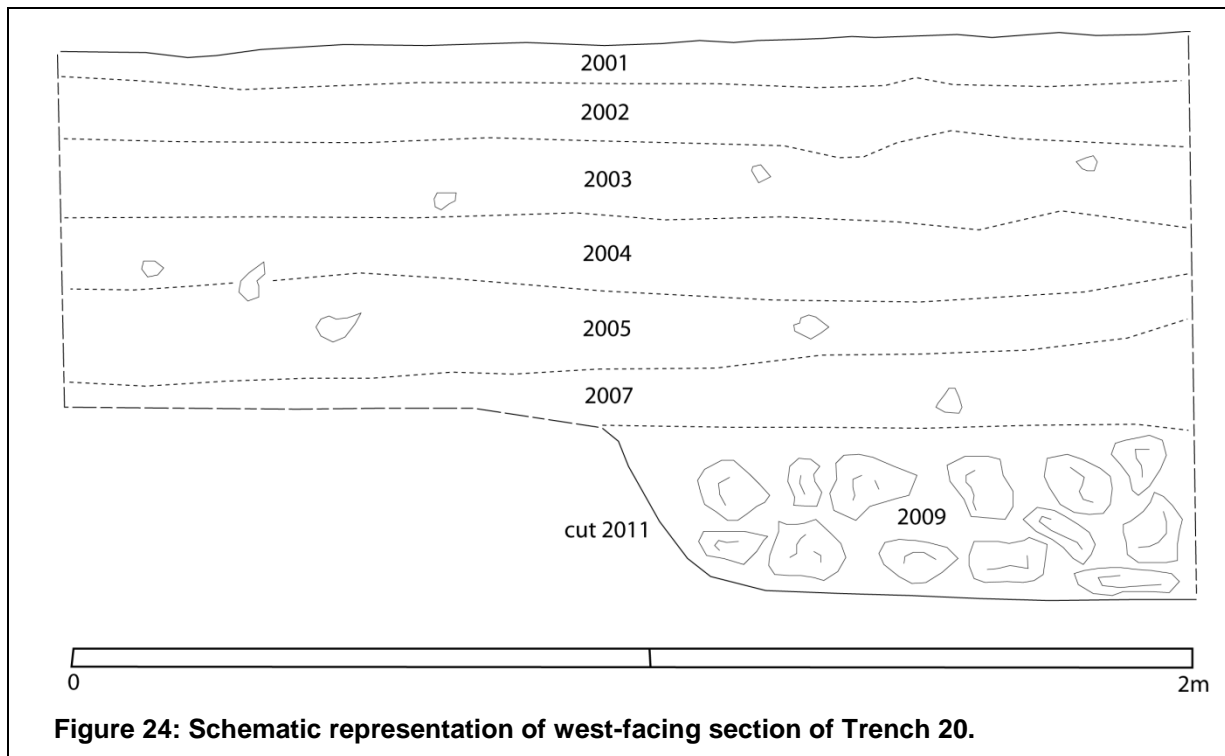 2001
2002
2003
2004
2005
2007
2009
cut 2011
0
2m
Figure 24: Schematic representation of west-facing section of Trench 20.